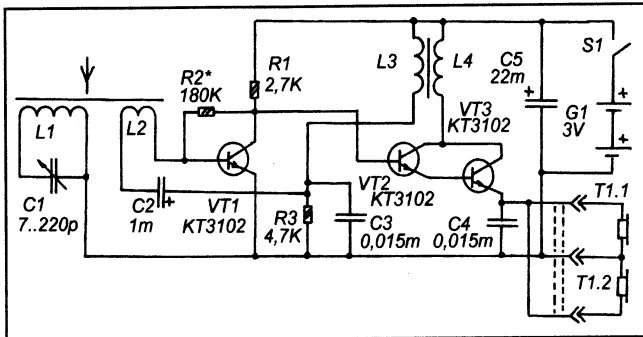 R1
2,7K
R2*
180K
L3
L4
C5
22m
+
S1
G1
3V
+
+
L1
L2
VT3
KT3102
C1
7..220p
C2
1m
+
VT1
KT3102
R3
4,7K
VT2
KT3102
C3
0,015m
C4
0,015m
T1.1
T1.2